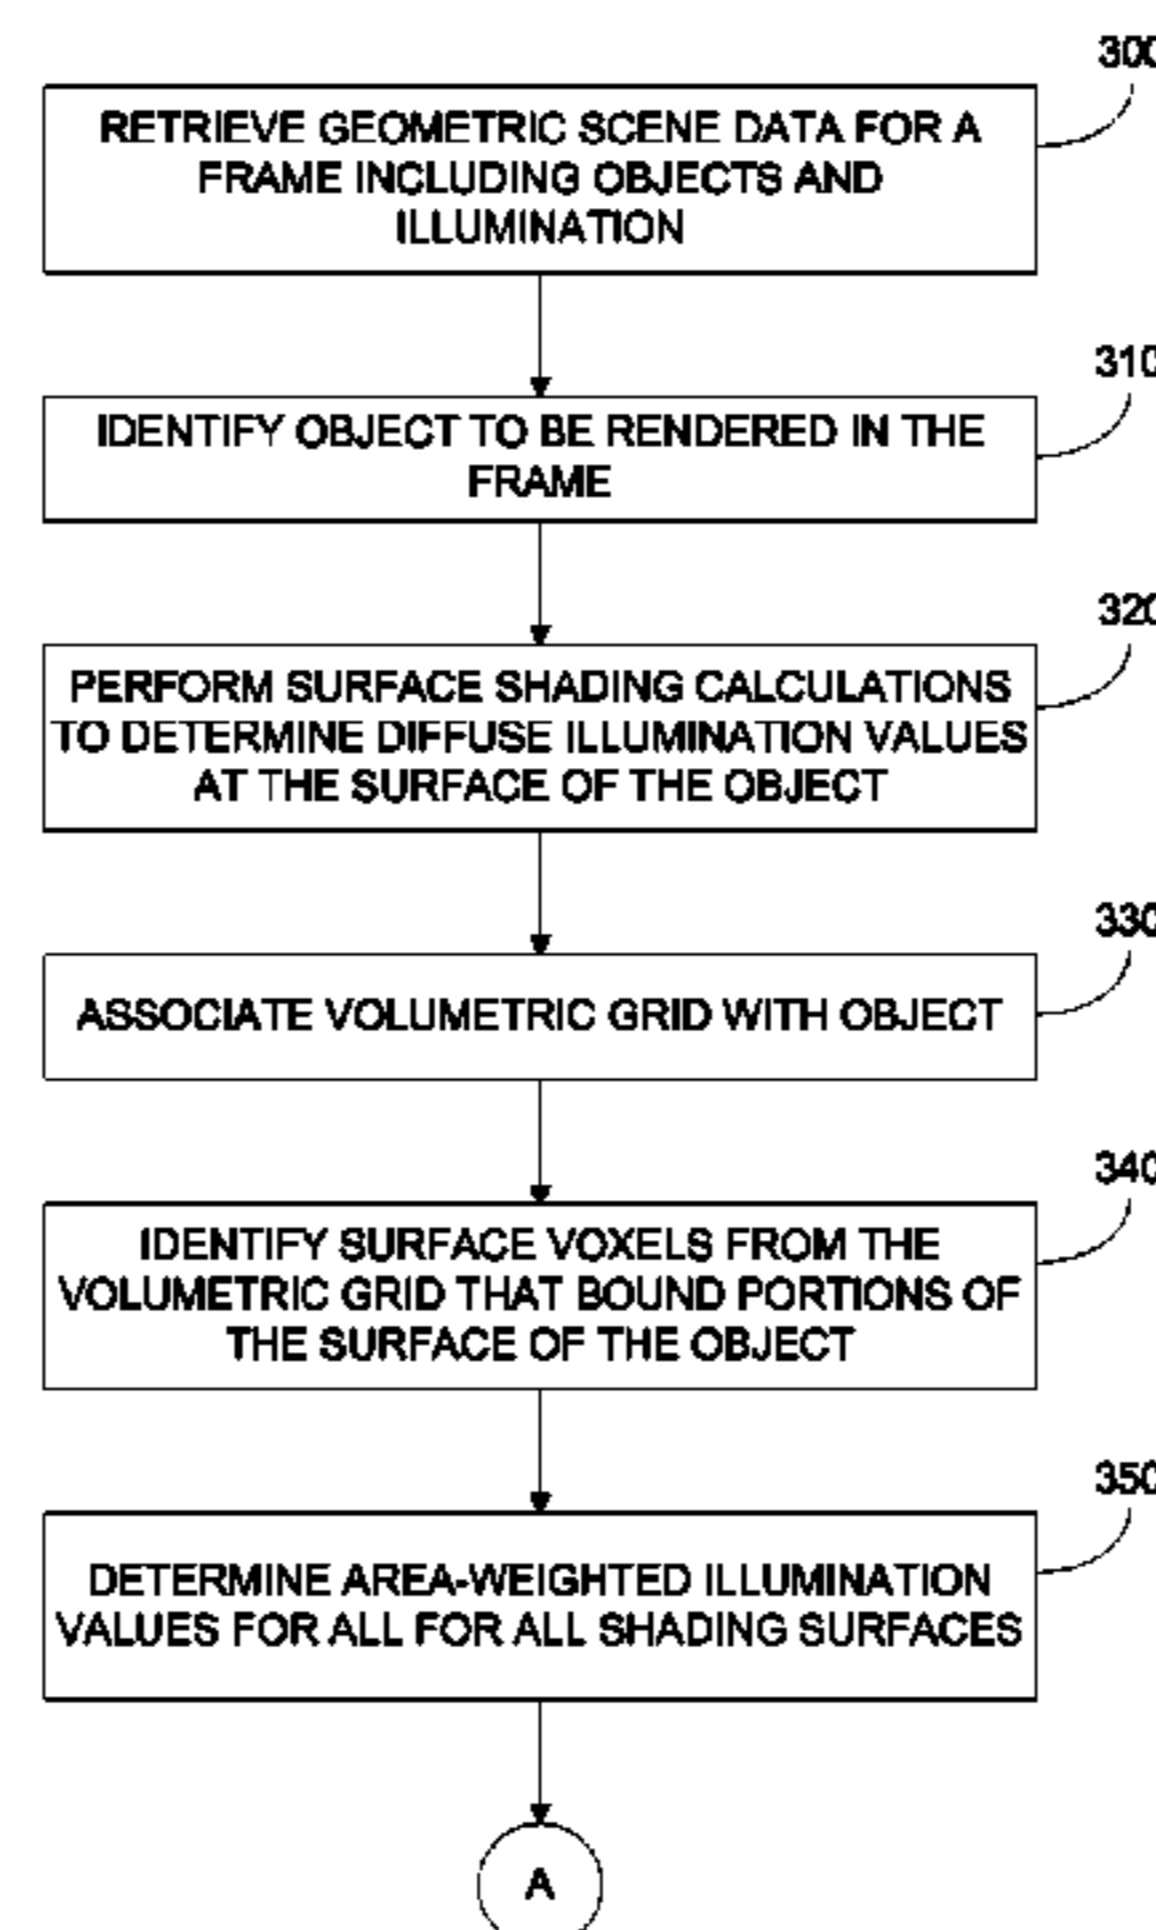 300
RETRIEVE GEOMETRIC SCENE DATA FOR A
FRAME INCLUDING OBJECTS AND
ILLUMINATION
310
IDENTIFY OBJECT TO BE RENDERED IN THE
FRAME
320
PERFORM SURFACE SHADING CALCULATIONS
TO DETERMINE DIFFUSE ILLUMINATION VALUES
AT THE SURFACE OF THE OBJECT
330
ASSOCIATE VOLUMETRIC GRID WITH OBJECT
340
IDENTIFY SURFACE VOXELS FROM THE
VOLUMETRIC GRID THAT BOUND PORTIONS OF
THE SURFACE OF THE OBJECT
350
DETERMINE AREA-WEIGHTED ILLUMINATION
VALUES FOR ALL FOR ALL SHADING SURFACES
A